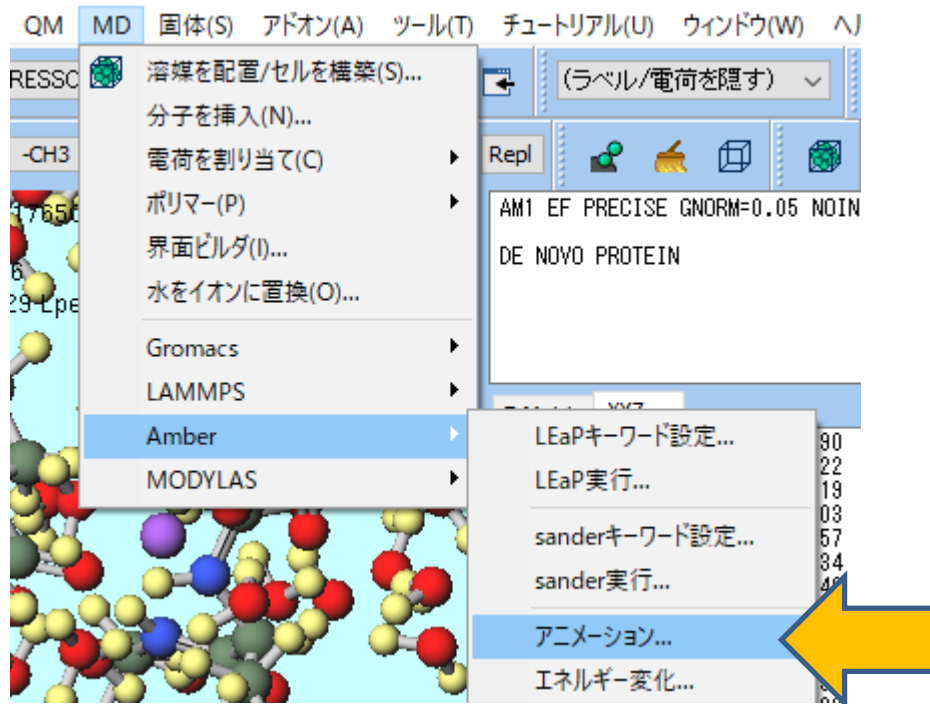 QM MD 固体(S) アドオン(A) ツール(T) チュートリアル(U) ウィンドウ(W)
溶媒を配置/セルを構築(S)...
(ラベル/電荷を隠す)
分子を挿入(N)...
-CH3
電荷を割り当て(C)
Repl
ポリマー(P)
AM1 EF PRECISE GNORM=0.05 NOIN
界面ビルダ(I)...
DE NOVO PROTEIN
水をイオンに置換(O)...
Gromacs
LAMMPS
Amber
MODYLAS
LEaPキーワード設定...
90
22
LEaP実行...
19
03
sanderキーワード設定...
57
34
sander実行...
アニメーション...
エネルギー変化...